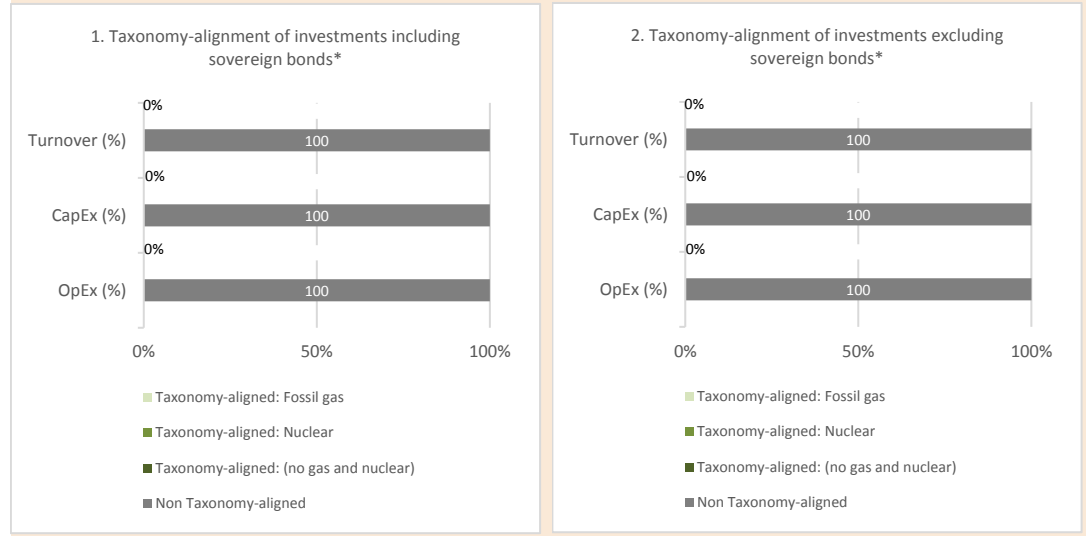 1. Taxonomy-alignment of investments including
sovereign bonds*
0%
Turnover (%)
100
0%
CapEx (%)
100
0%
OpEx (%)
100
0%
50%
100%
Taxonomy-aligned: Fossil gas
Taxonomy-aligned: Nuclear
Taxonomy-aligned: (no gas and nuclear)
Non Taxonomy-aligned
2. Taxonomy-alignment of investments excluding
sovereign bonds*
0%
Turnover (%)
100
0%
CapEx (%)
100
0%
OpEx (%)
100
0%
50%
100%
Taxonomy-aligned: Fossil gas
Taxonomy-aligned: Nuclear
Taxonomy-aligned: (no gas and nuclear)
Non Taxonomy-aligned